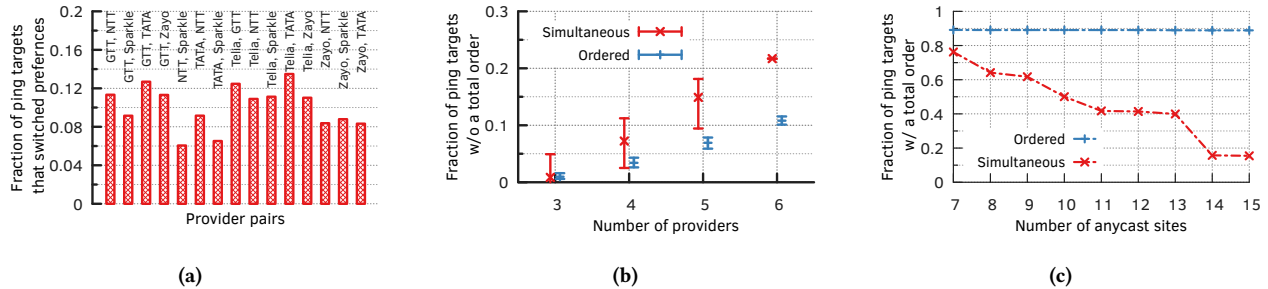 Fraction of ping targets
that switched prefernces
0.2
0.16
0.12
0.08
0.04
0
GTT, NTT
GTT, Sparkle
GTT, TATA
GTT, Zayo
NTT, Sparkle
TATA, NTT
TATA, Sparkle
Telia, GTT
Telia, NTT
Telia, Sparkle
Telia, TATA
Telia, Zayo
Zayo, NTT
Zayo, Sparkle
Zayo, TATA
Provider pairs
(a)
Fraction of ping targets
w/o a total order
0.3
0.2
0.1
0
Simultaneous
Ordered
3 4 5 6
Number of providers
(b)
Fraction of ping targets
w/ a total order
1
0.8
0.6
0.4
0.2
0
Ordered
Simultaneous
7 8 9 10 11 12 13 14 15
Number of anycast sites
(c)